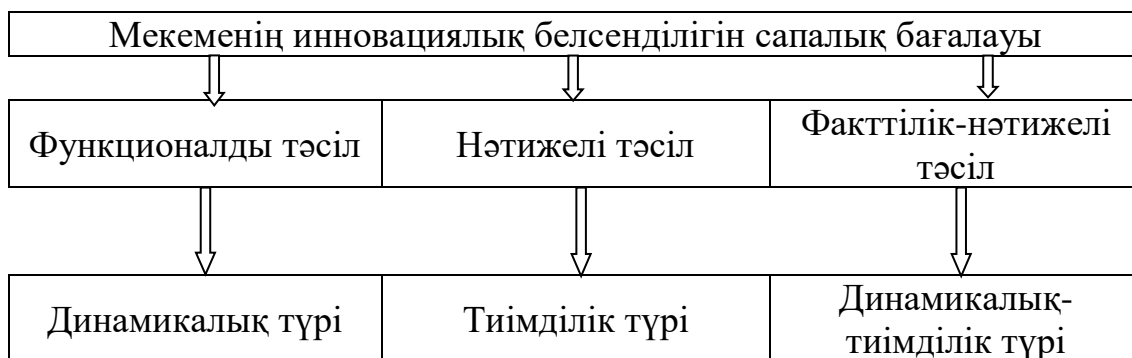 Мекеменің инновациялық белсенділігін сапалық бағалауы
Функционалды тәсіл
Нәтижелі тәсіл
Факттілік-нәтижелі
тәсіл
Динамикалық түрі
Тиімділік түрі
Динамикалық-
тиімділік түрі